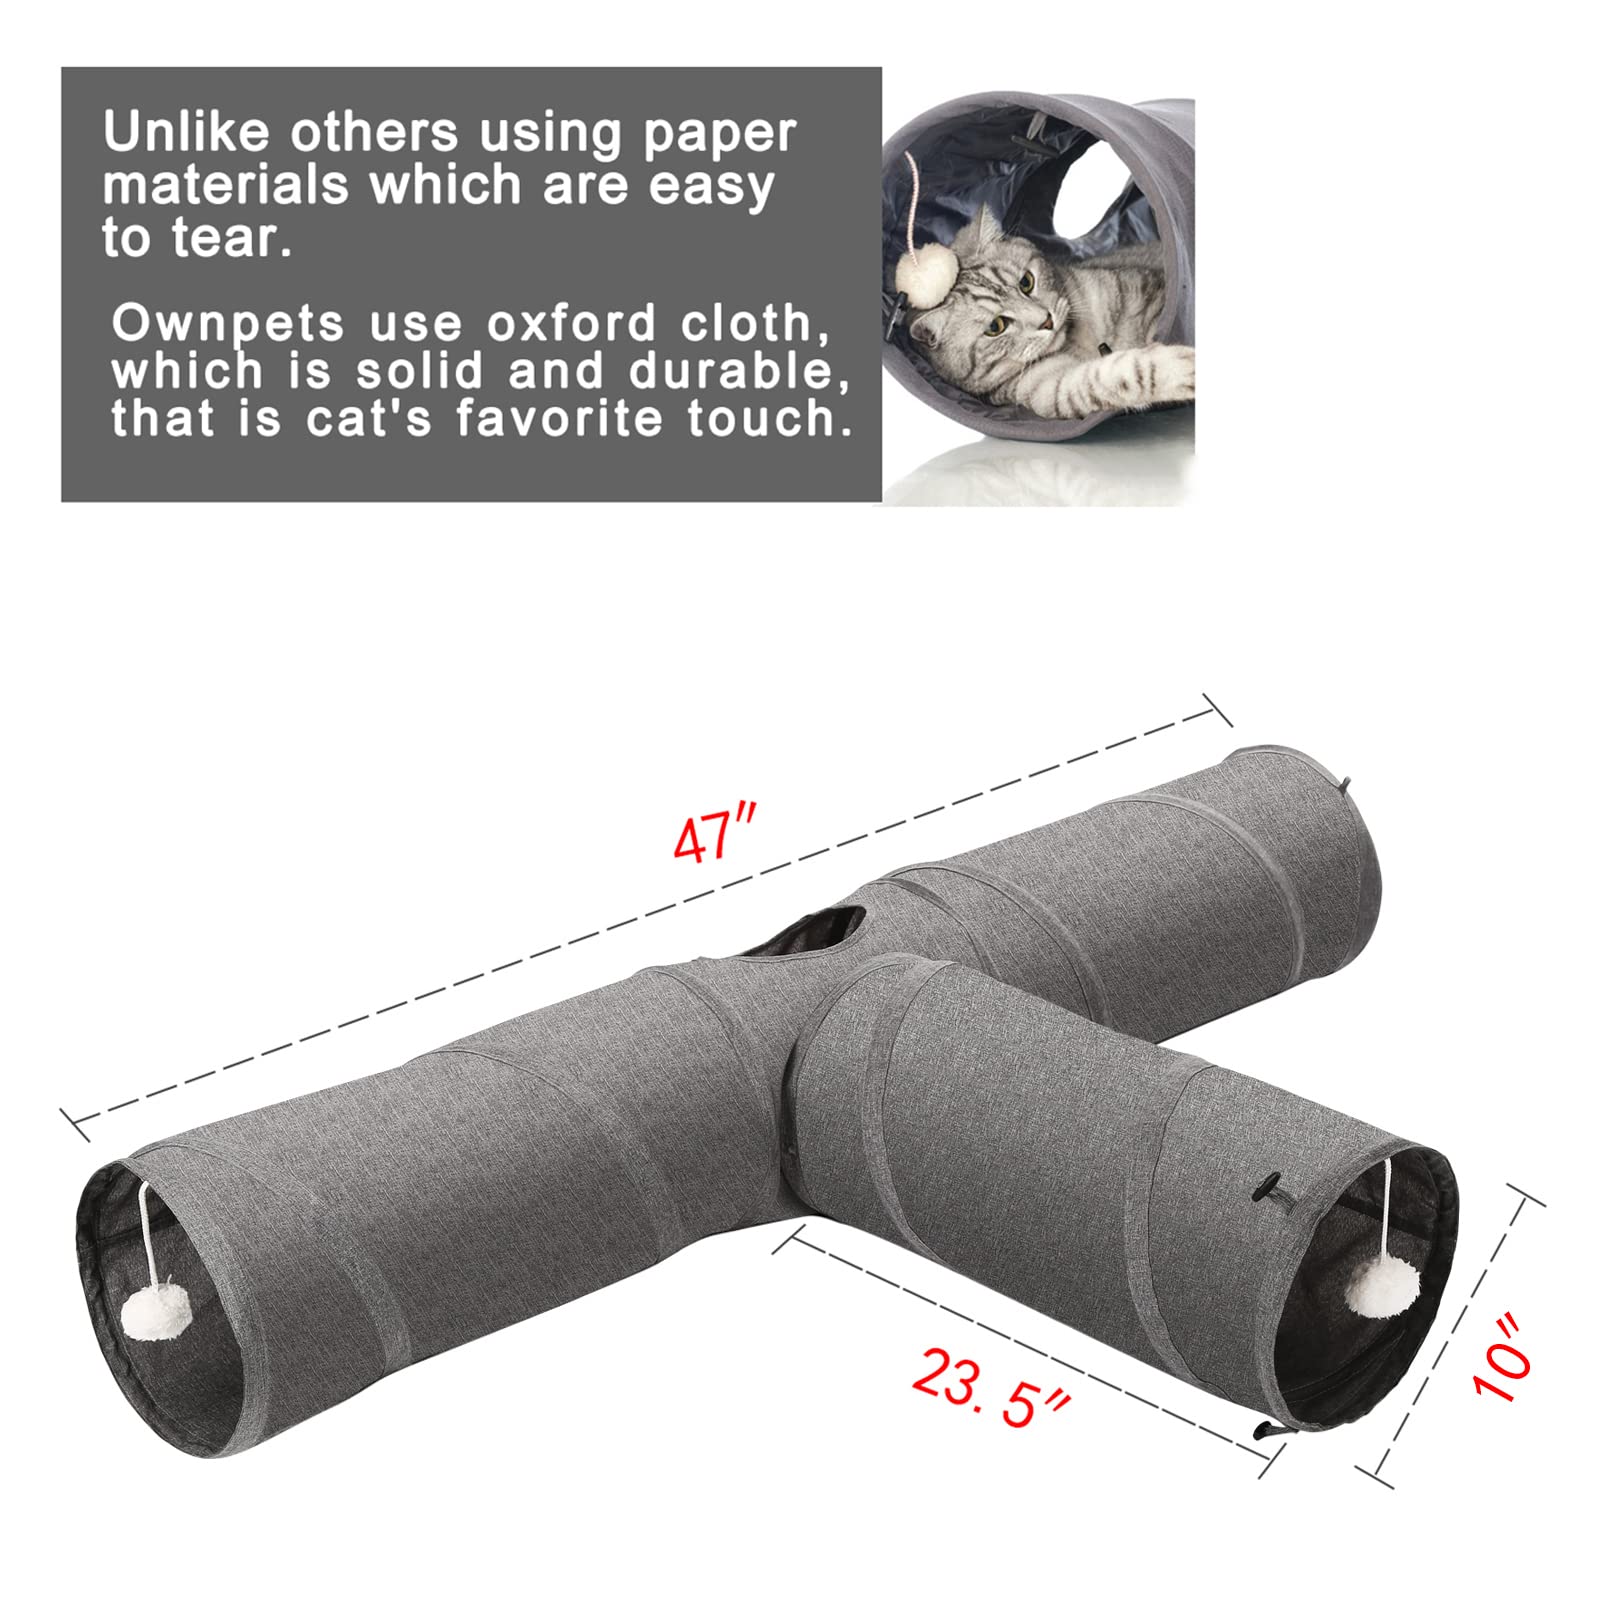 Unlike others using paper
materials which are easy
to tear.
Ownpets use oxford cloth,
which is solid and durable,
that is cat's favorite touch.
47"
23.5"
10"